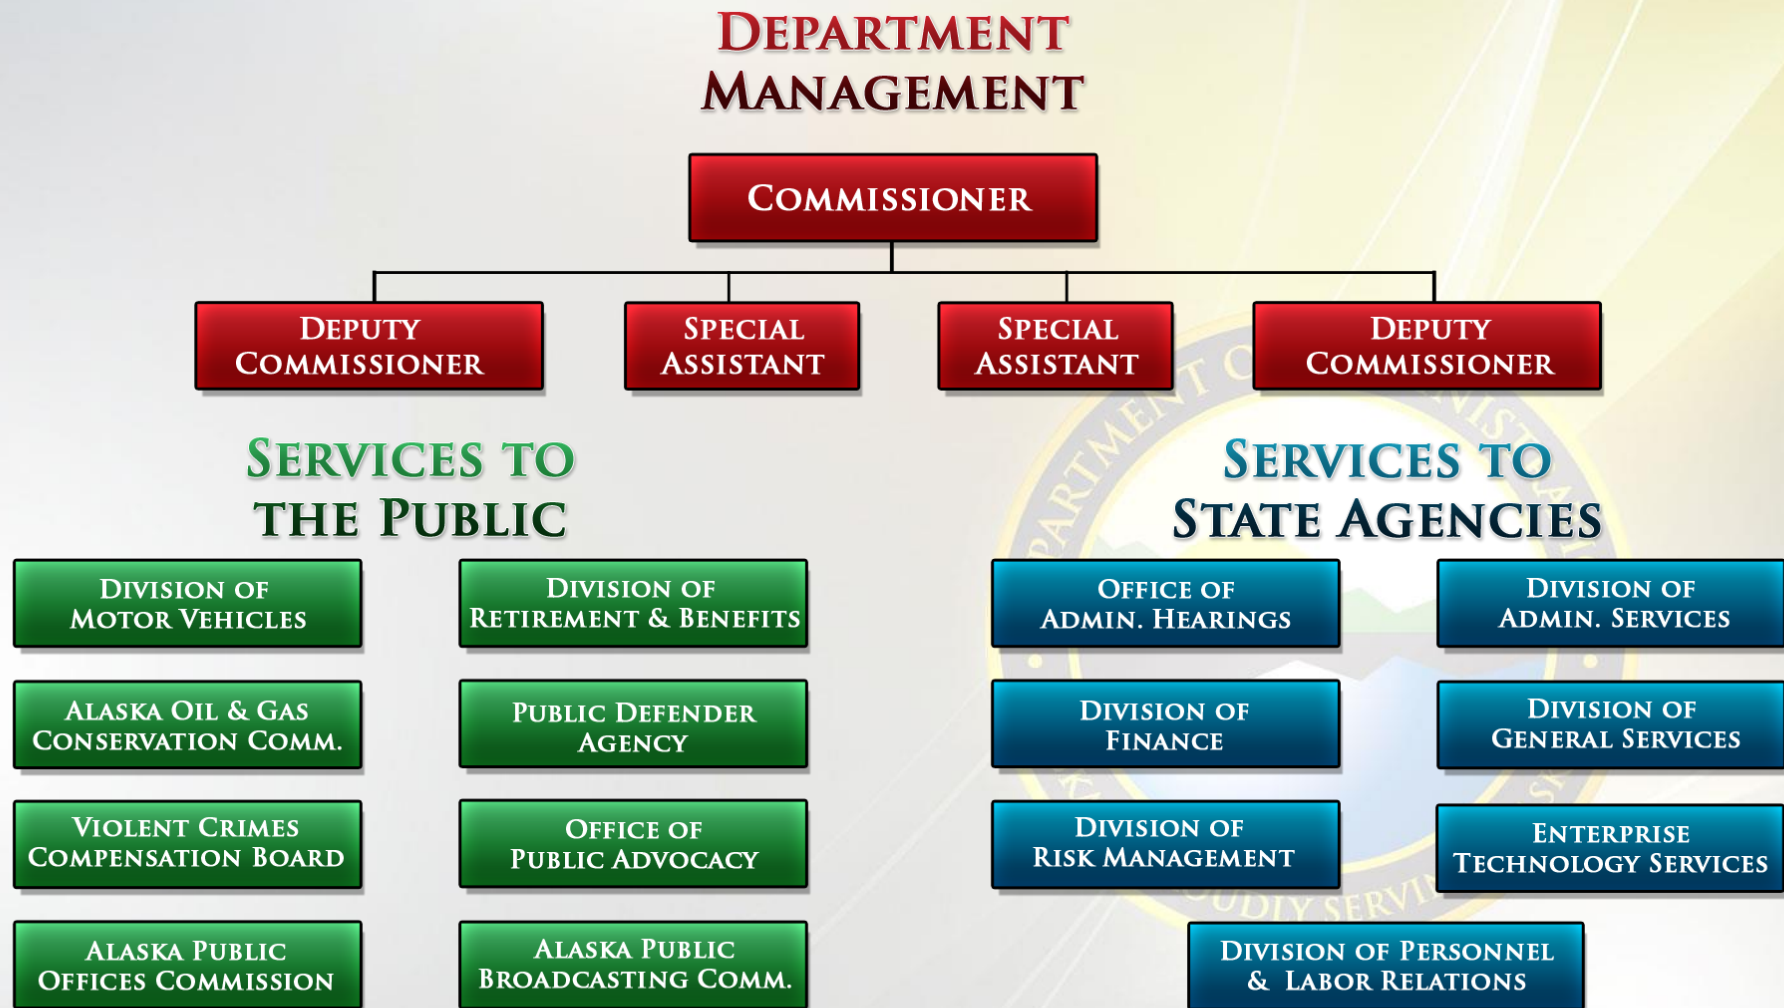 DEPARTMENT
MANAGEMENT
COMMISSIONER
DEPUTY
COMMISSIONER
SPECIAL
ASSISTANT
SPECIAL
ASSISTANT
DEPUTY
COMMISSIONER
SERVICES TO
THE PUBLIC
DIVISION OF
MOTOR VEHICLES
DIVISION OF
RETIREMENT & BENEFITS
ALASKA OIL & GAS
CONSERVATION COMM.
PUBLIC DEFENDER
AGENCY
VIOLENT CRIMES
COMPENSATION BOARD
OFFICE OF
PUBLIC ADVOCACY
ALASKA PUBLIC
OFFICES COMMISSION
ALASKA PUBLIC
BROADCASTING COMM.
SERVICES TO
STATE AGENCIES
OFFICE OF
ADMIN. HEARINGS
DIVISION OF
ADMIN. SERVICES
DIVISION OF
FINANCE
DIVISION OF
GENERAL SERVICES
DIVISION OF
RISK MANAGEMENT
ENTERPRISE
TECHNOLOGY SERVICES
DIVISION OF PERSONNEL
& LABOR RELATIONS